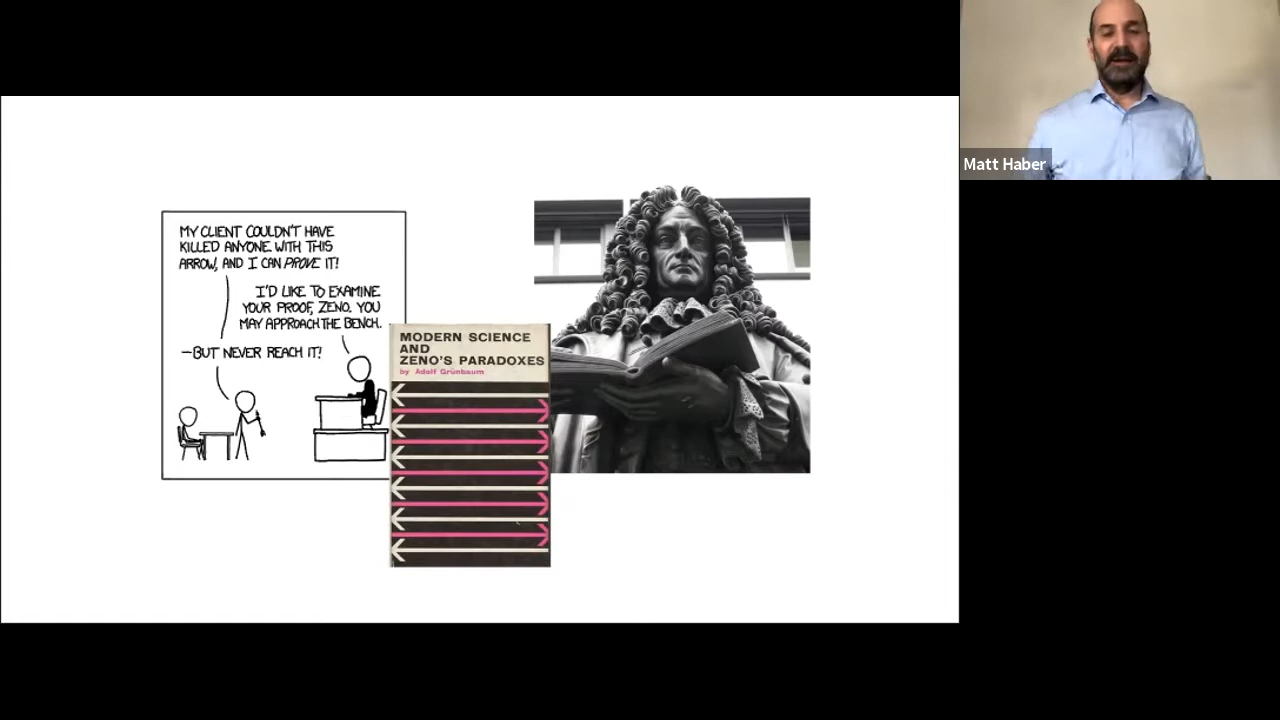 MY CLIENT COULDN'T HAVE
KILLED ANYONE WITH THIS
ARROW, AND I CAN PROVE IT!
I'D LIKE TO EXAMINE
YOUR PROOF, ZENO. YOU
MAY APPROACH THE BENCH.
—BUT NEVER REACH IT!
MODERN SCIENCE
AND
ZENO'S PARADOXES
by Adolf Grünbaum
Matt Haber